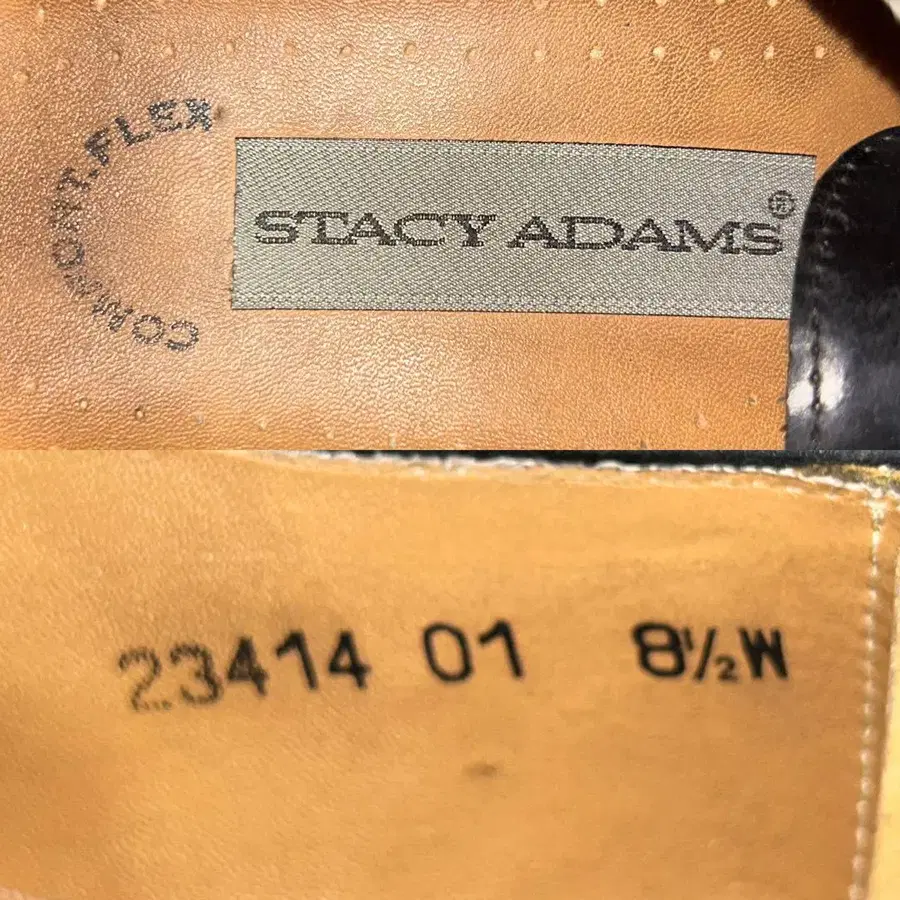 COMFORT.FLEX
STACY ADAMS®
23414 01 8½W